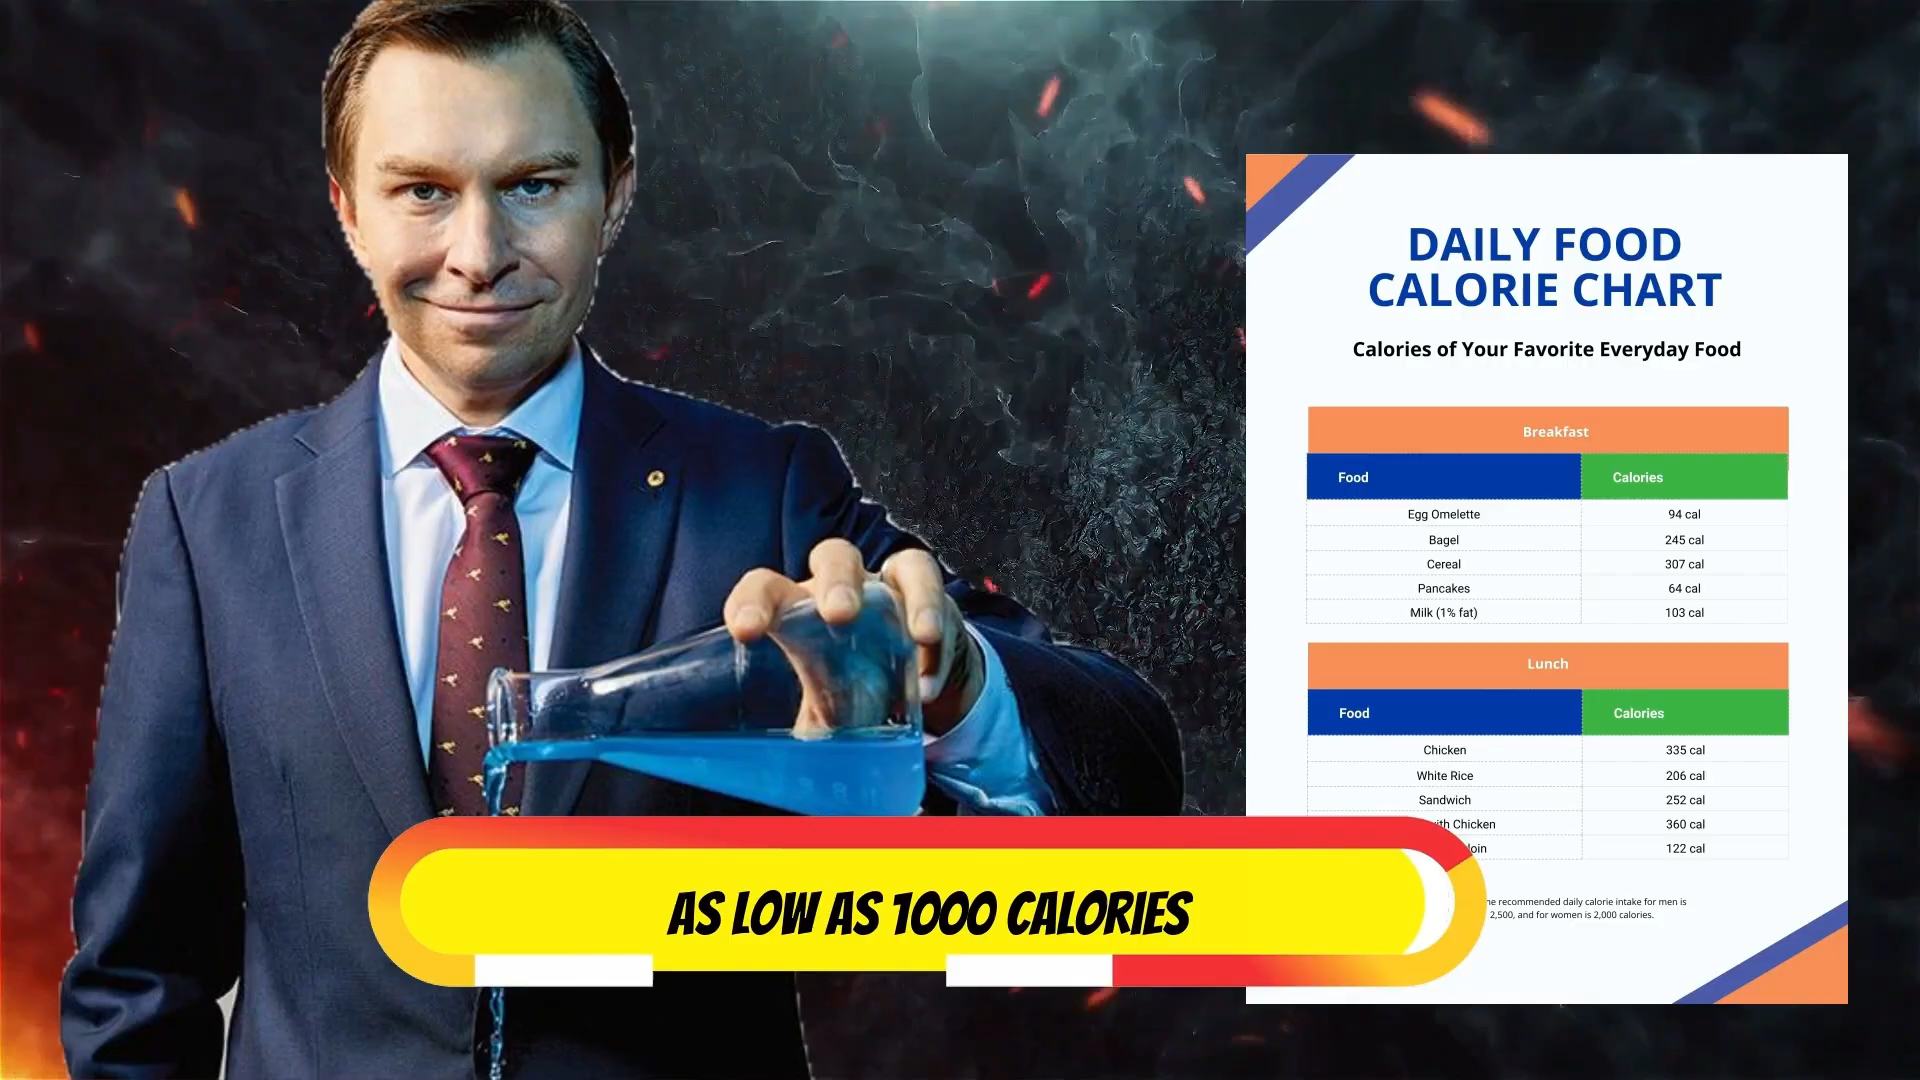 DAILY FOOD
CALORIE CHART
Calories of Your Favorite Everyday Food
Breakfast
Food Calories
Egg Omelette 94 cal
Bagel 245 cal
Cereal 307 cal
Pancakes 64 cal
Milk (1% fat) 103 cal
Lunch
Food Calories
Chicken 335 cal
White Rice 206 cal
Sandwich 252 cal
with Chicken 360 cal
122 cal
recommended daily calorie intake for men is
2,500, and for women is 2,000 calories.
AS LOW AS 1000 CALORIES